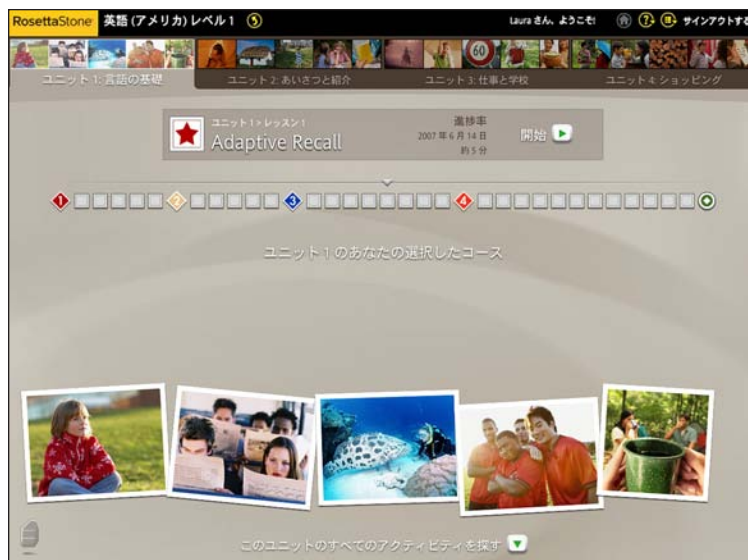 RosettaStone 英語 (アメリカ) レベル 1
Laura さん、ようこそ! サインアウトする
ユニット 1: 言語の基礎
ユニット 2: あいさつと紹介
ユニット 3: 仕事と学校
ユニット 4: ショッピング
60
ユニット 1 > レッスン 1
Adaptive Recall
進捗率
2007 年 6 月 14 日
約 5 分
開始
1 2 3 4
ユニット 1 のあなたの選択したコース
このユニットのすべてのアクティビティを探す